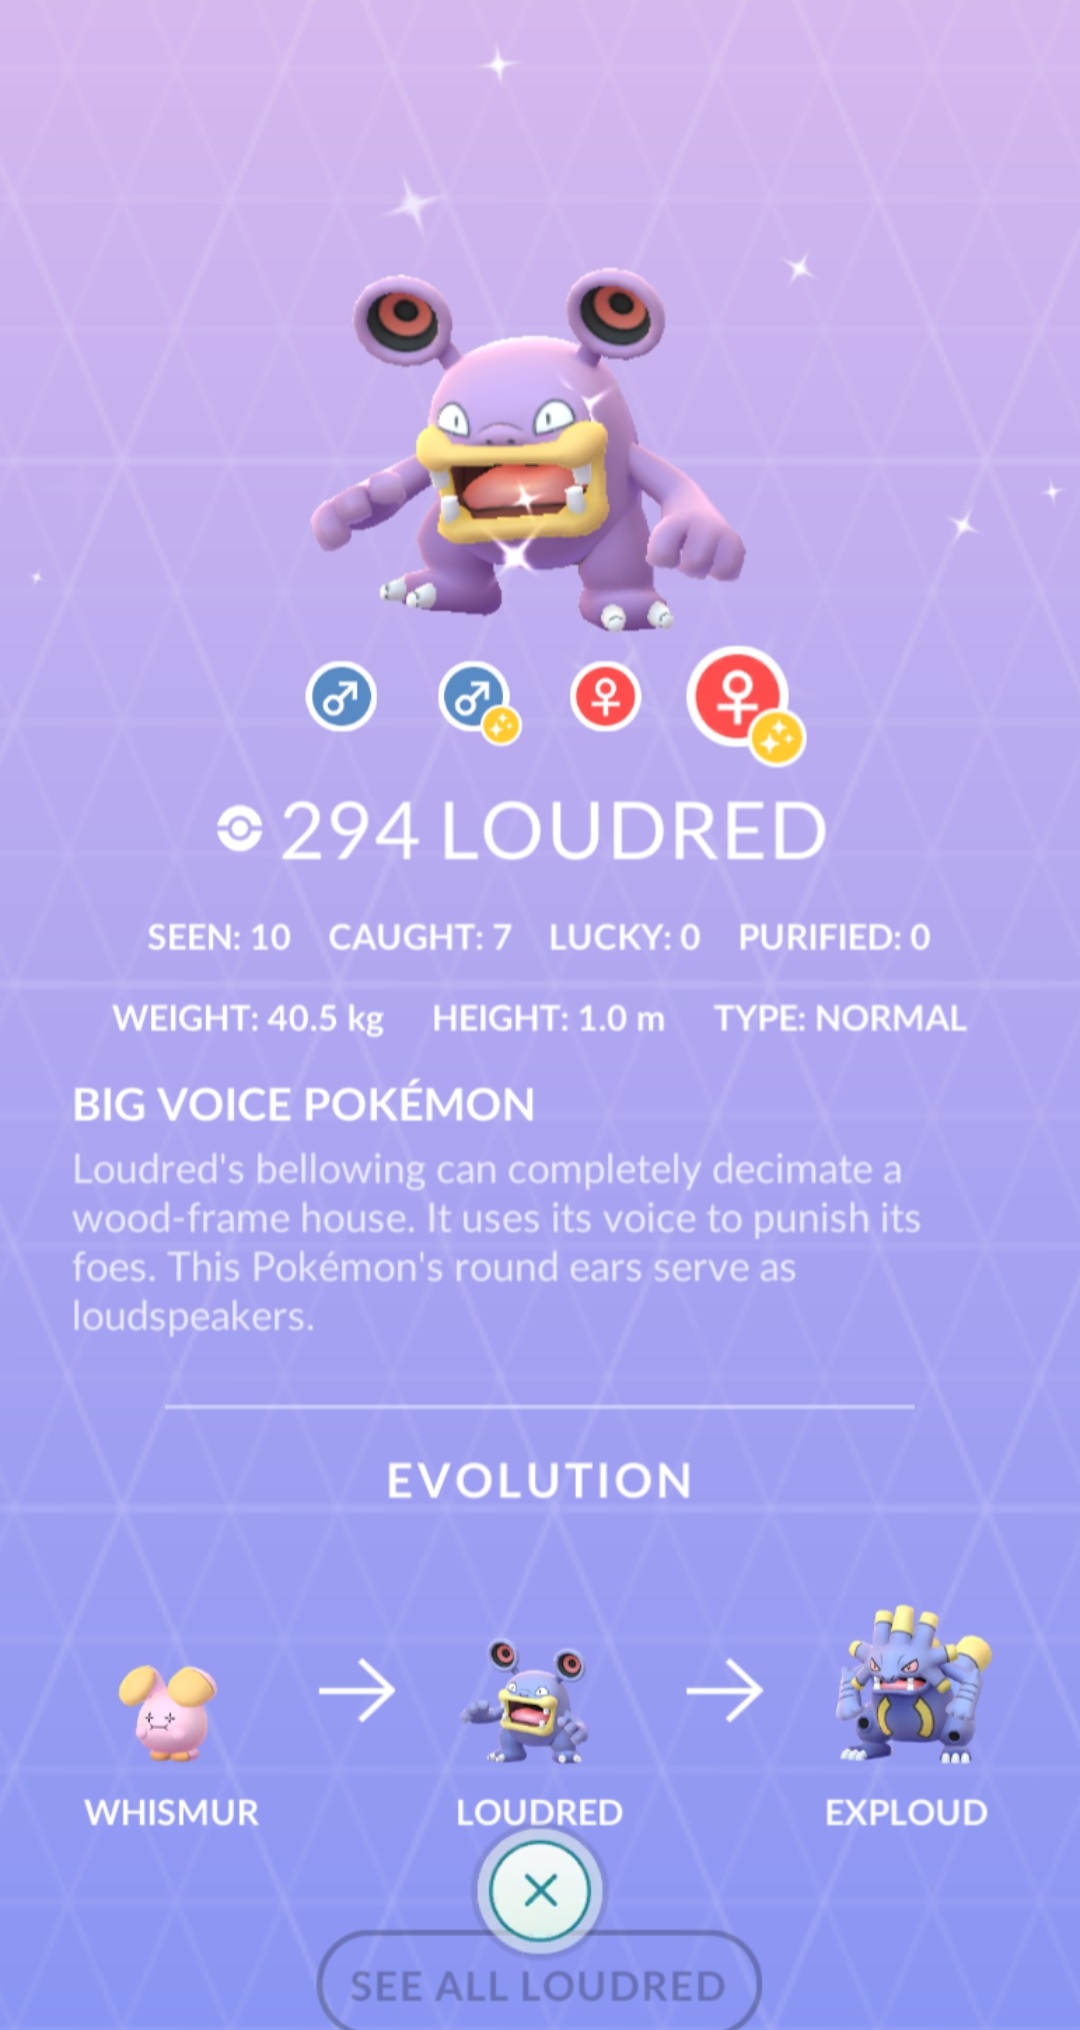 294 LOUDRED
SEEN: 10 CAUGHT: 7 LUCKY: 0 PURIFIED: 0
WEIGHT: 40.5 kg HEIGHT: 1.0 m TYPE: NORMAL
BIG VOICE POKÉMON
Loudred's bellowing can completely decimate a
wood-frame house. It uses its voice to punish its
foes. This Pokémon's round ears serve as
loudspeakers.
EVOLUTION
WHISMUR LOUDRED EXPLOUD
SEE ALL LOUDRED